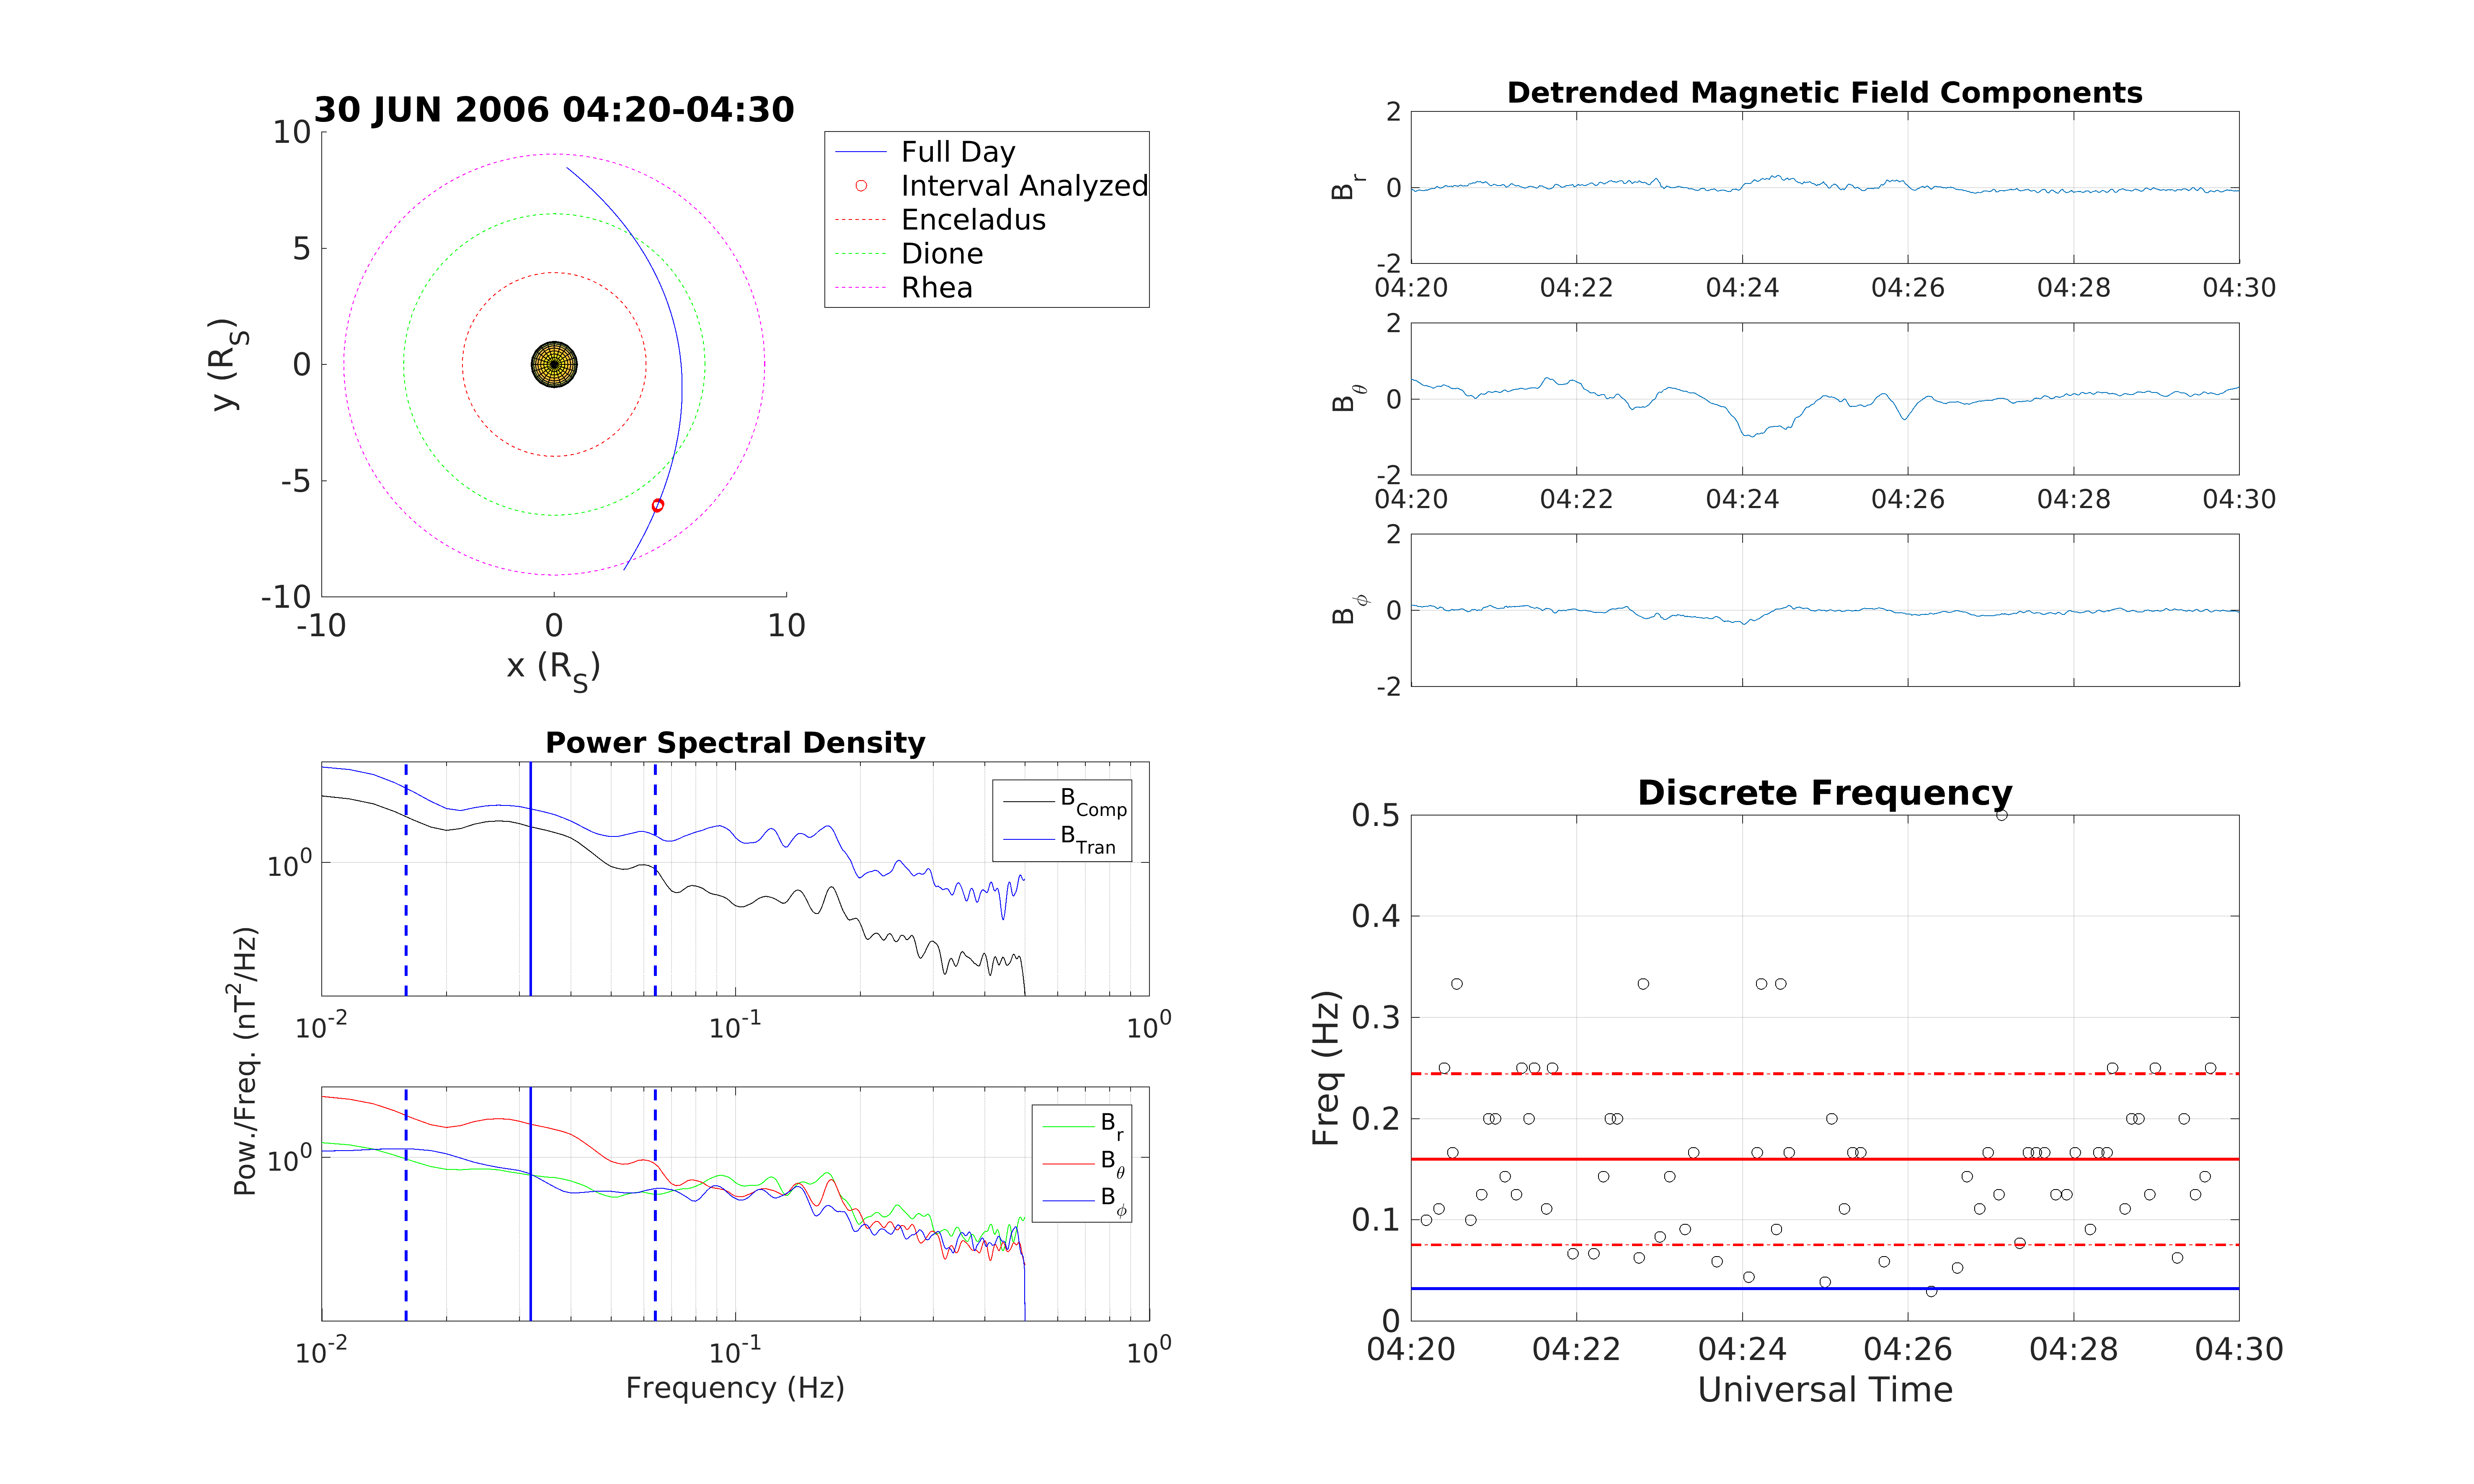 30 JUN 2006 04:20-04:30
10
5
0
-5
-10
-10 0 10
y (R_S)
x (R_S)
Full Day
Interval Analyzed
Enceladus
Dione
Rhea
Detrended Magnetic Field Components
2
0
-2
B_r
04:20 04:22 04:24 04:26 04:28 04:30
2
0
-2
B_θ
04:20 04:22 04:24 04:26 04:28 04:30
2
0
-2
B_ϕ
Power Spectral Density
10^0
B_Comp
B_Tran
10^-2 10^-1 10^0
Pow./Freq. (nT^2/Hz)
10^0
B_r
B_θ
B_ϕ
10^-2 10^-1 10^0
Frequency (Hz)
Discrete Frequency
0.5
0.4
0.3
0.2
0.1
0
Freq (Hz)
04:20 04:22 04:24 04:26 04:28 04:30
Universal Time